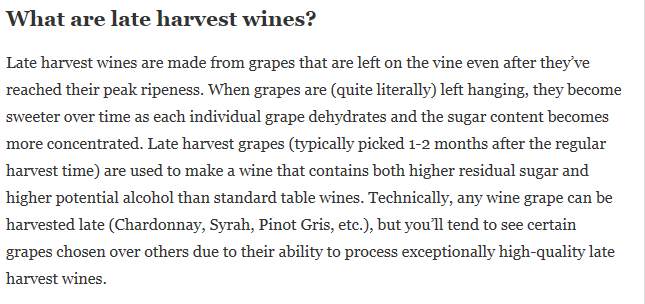 What are late harvest wines?
Late harvest wines are made from grapes that are left on the vine even after they’ve
reached their peak ripeness. When grapes are (quite literally) left hanging, they become
sweeter over time as each individual grape dehydrates and the sugar content becomes
more concentrated. Late harvest grapes (typically picked 1-2 months after the regular
harvest time) are used to make a wine that contains both higher residual sugar and
higher potential alcohol than standard table wines. Technically, any wine grape can be
harvested late (Chardonnay, Syrah, Pinot Gris, etc.), but you’ll tend to see certain
grapes chosen over others due to their ability to process exceptionally high-quality late
harvest wines.